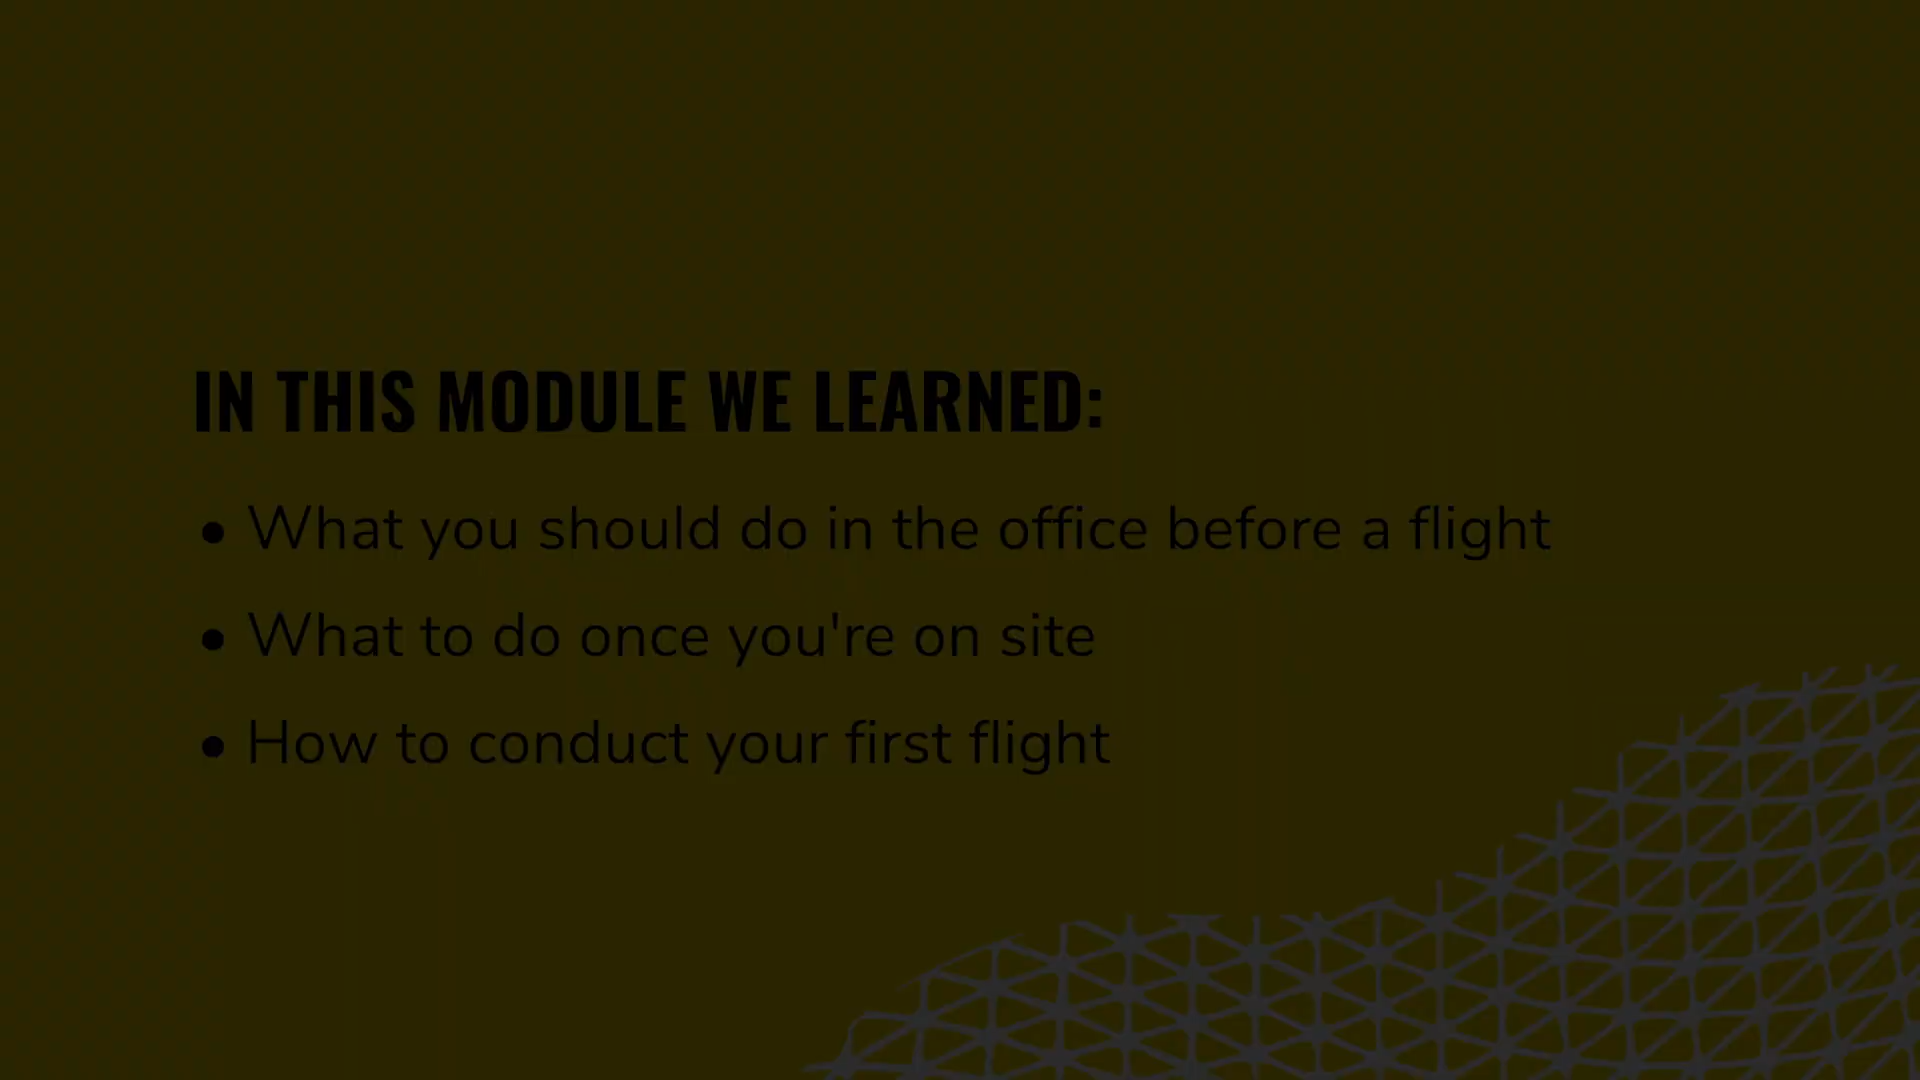 IN THIS MODULE WE LEARNED:
• What you should do in the office before a flight
• What to do once you're on site
• How to conduct your first flight